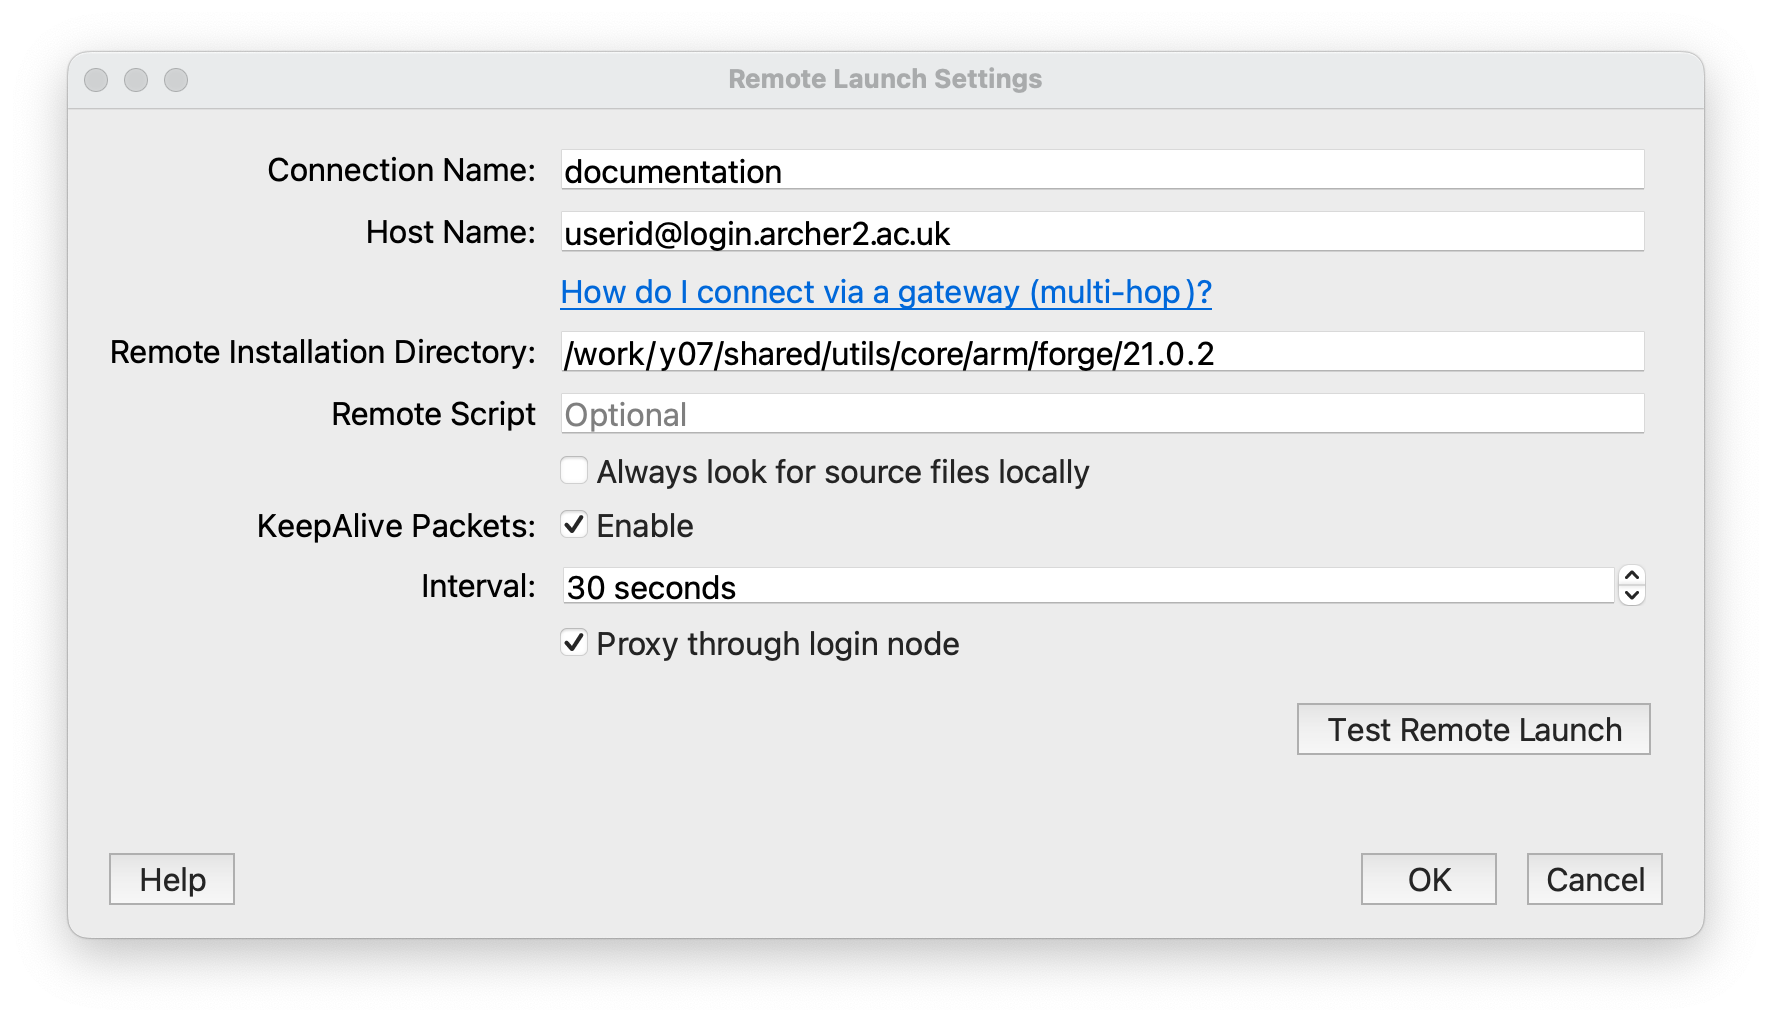 Remote Launch Settings
Connection Name: documentation
Host Name: userid@login.archer2.ac.uk
How do I connect via a gateway (multi-hop)?
Remote Installation Directory: /work/y07/shared/utils/core/arm/forge/21.0.2
Remote Script Optional
Always look for source files locally
KeepAlive Packets: Enable
Interval: 30 seconds
Proxy through login node
Test Remote Launch
Help OK Cancel